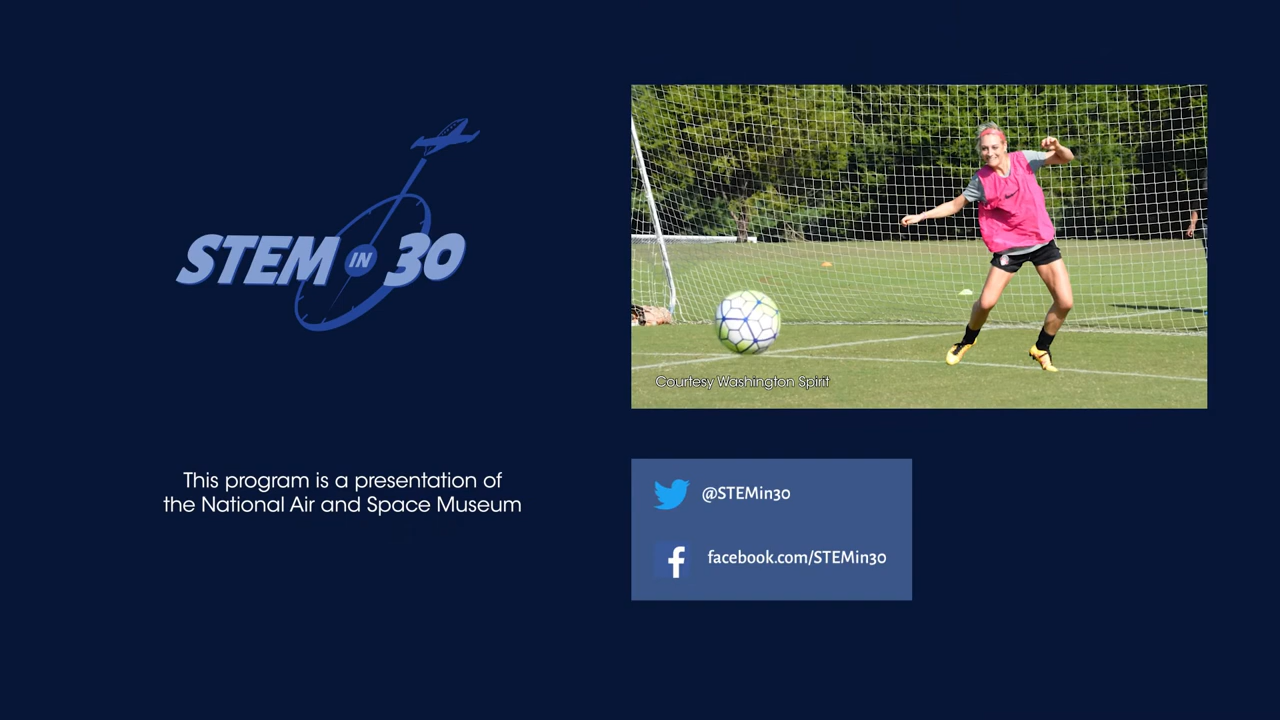 STEM IN 30
This program is a presentation of
the National Air and Space Museum
Courtesy Washington Spirit
@STEMin30
facebook.com/STEMin30